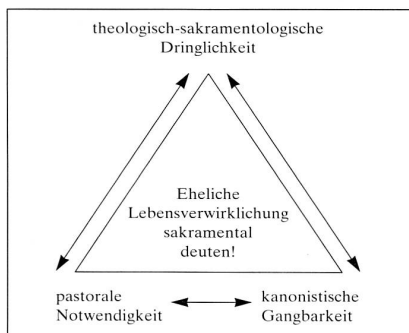 theologisch-sakramentologische
Dringlichkeit
Eheliche
Lebensverwirklichung
sakramental
deuten!
pastorale
Notwendigkeit
kanonistische
Gangbarkeit